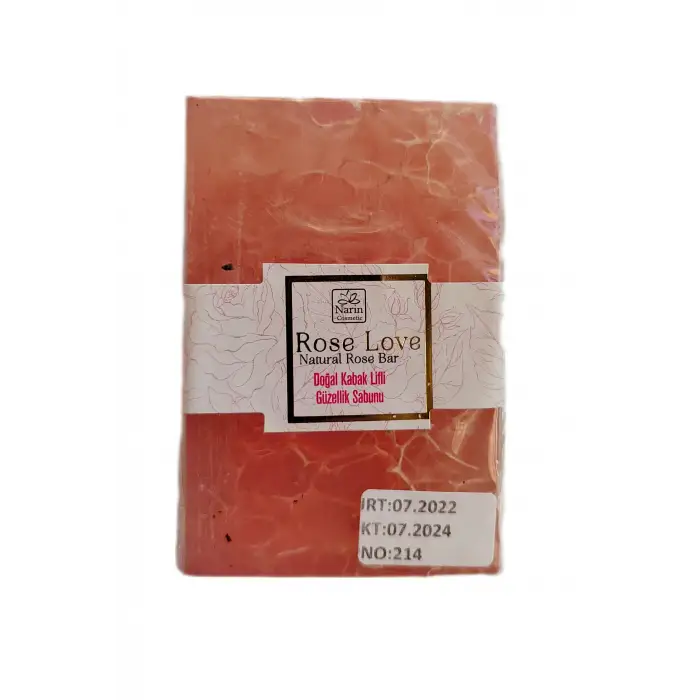 Narin
Cosmetic
Rose Love
Natural Rose Bar
Doğal Kabak Lifli
Güzellik Sabunu
IRT:07.2022
KT:07.2024
NO:214